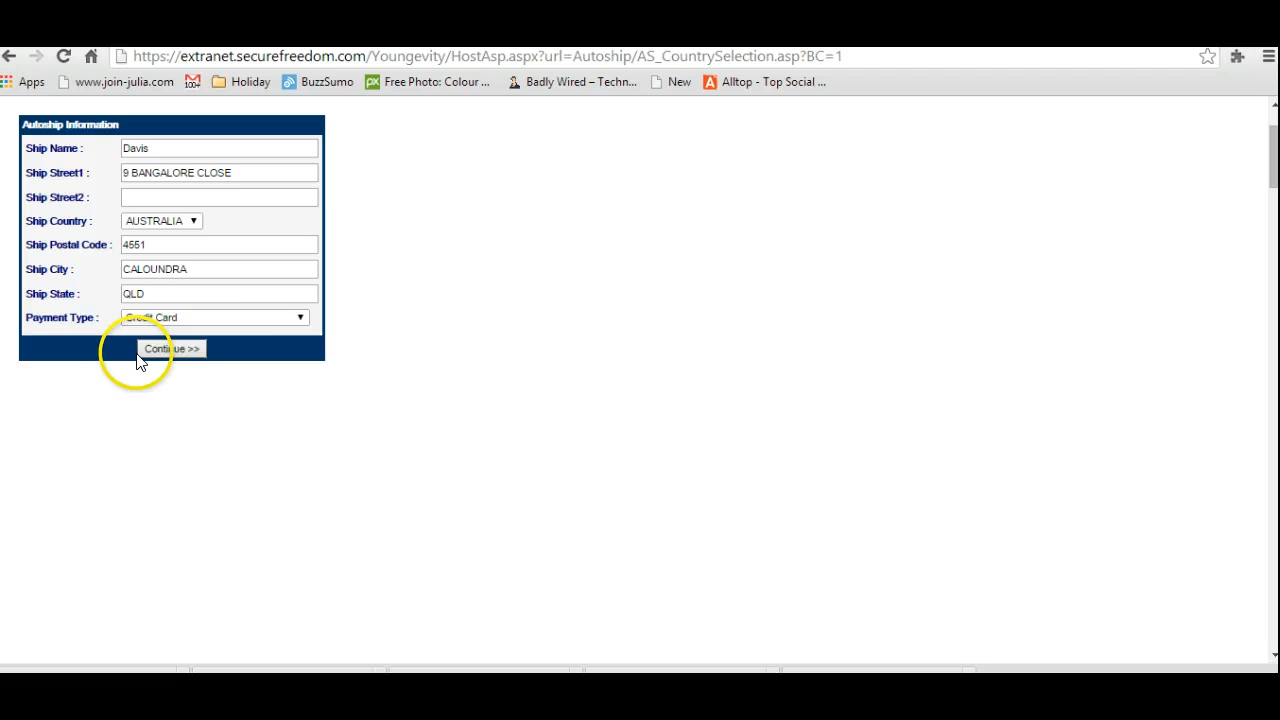 https://extranet.securefreedom.com/Youngevity/HostAsp.aspx?url=Autoship/AS_CountrySelection.asp?BC=1
Apps www.join-julia.com 100+ Holiday BuzzSumo px Free Photo: Colour ... Badly Wired – Techn... New A Alltop - Top Social ...
Autoship Information
Ship Name : Davis
Ship Street1 : 9 BANGALORE CLOSE
Ship Street2 :
Ship Country : AUSTRALIA
Ship Postal Code : 4551
Ship City : CALOUNDRA
Ship State : QLD
Payment Type : Credit Card
Continue >>